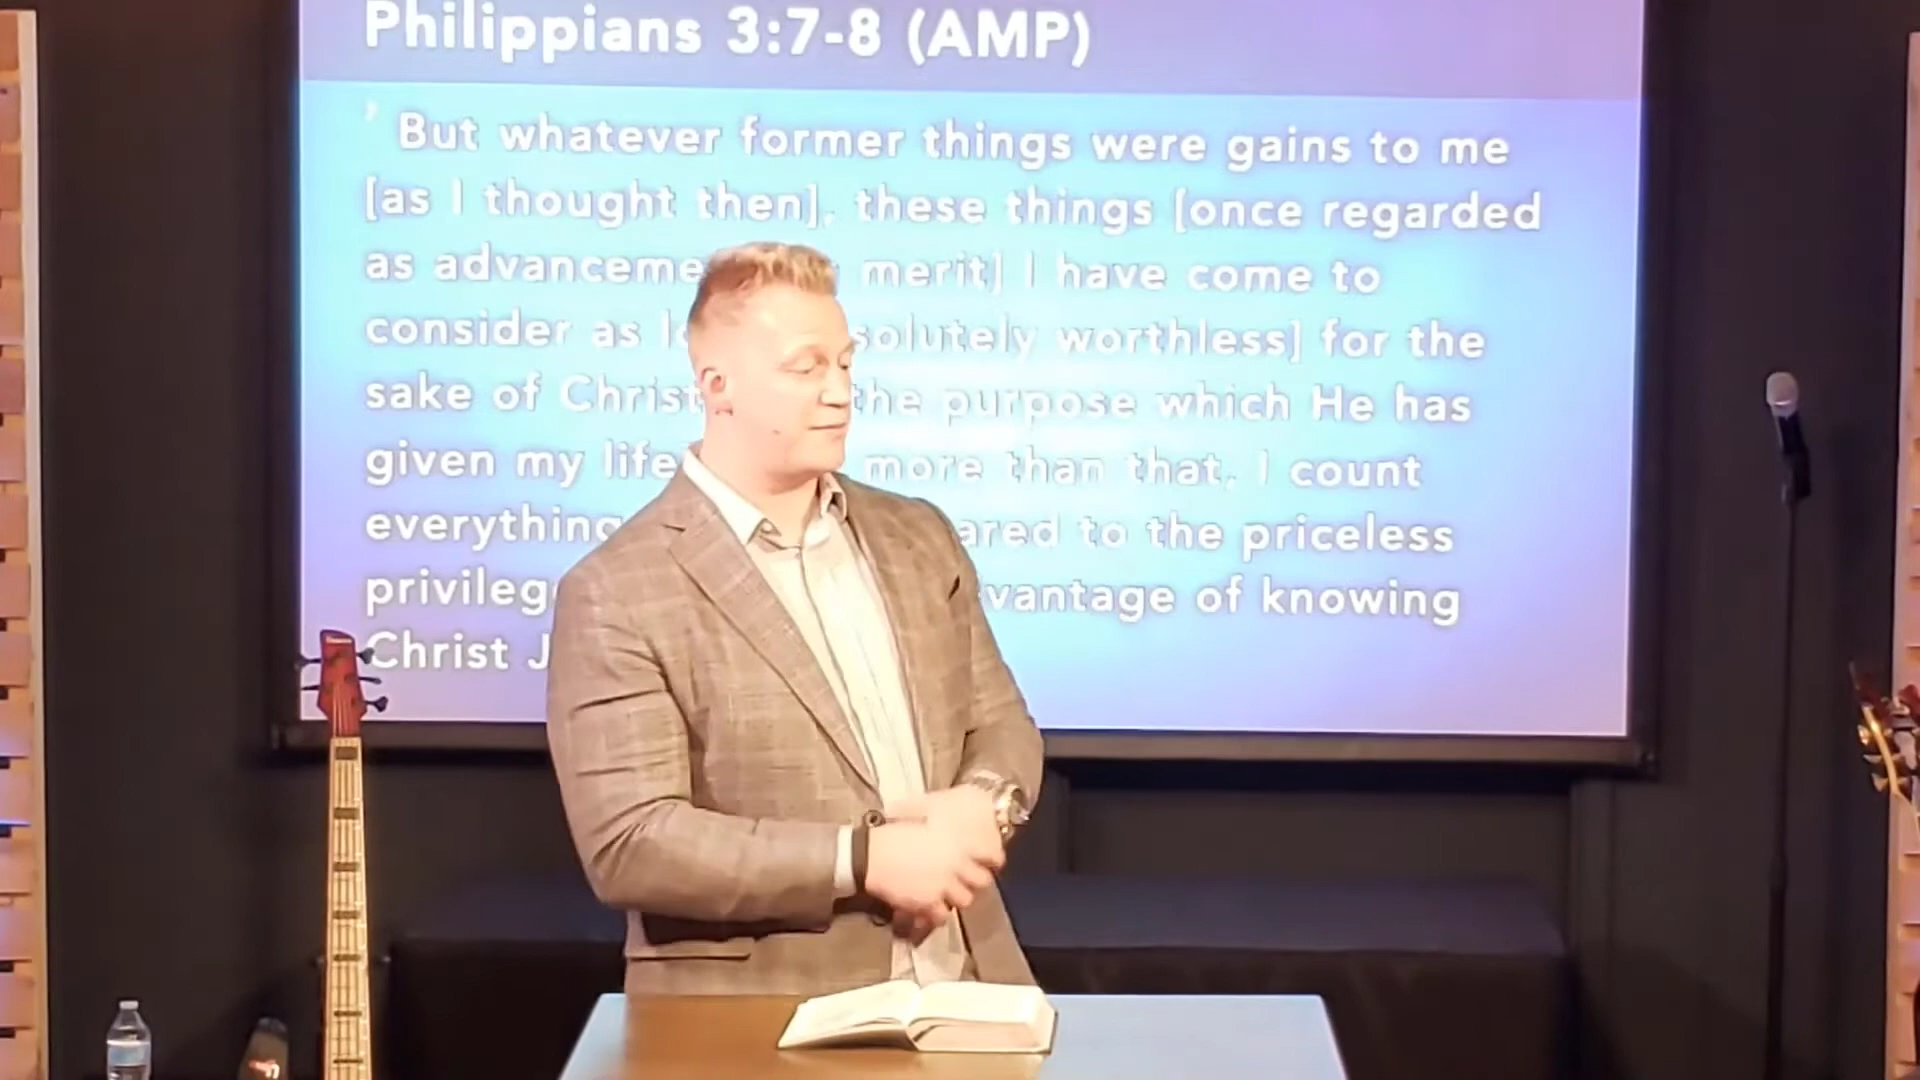 Philippians 3:7-8 (AMP)
But whatever former things were gains to me
[as I thought then], these things [once regarded
as advanceme merit] I have come to
consider as lo solutely worthless] for the
sake of Christ the purpose which He has
given my life more than that, I count
everything ared to the priceless
privileg vantage of knowing
Christ J